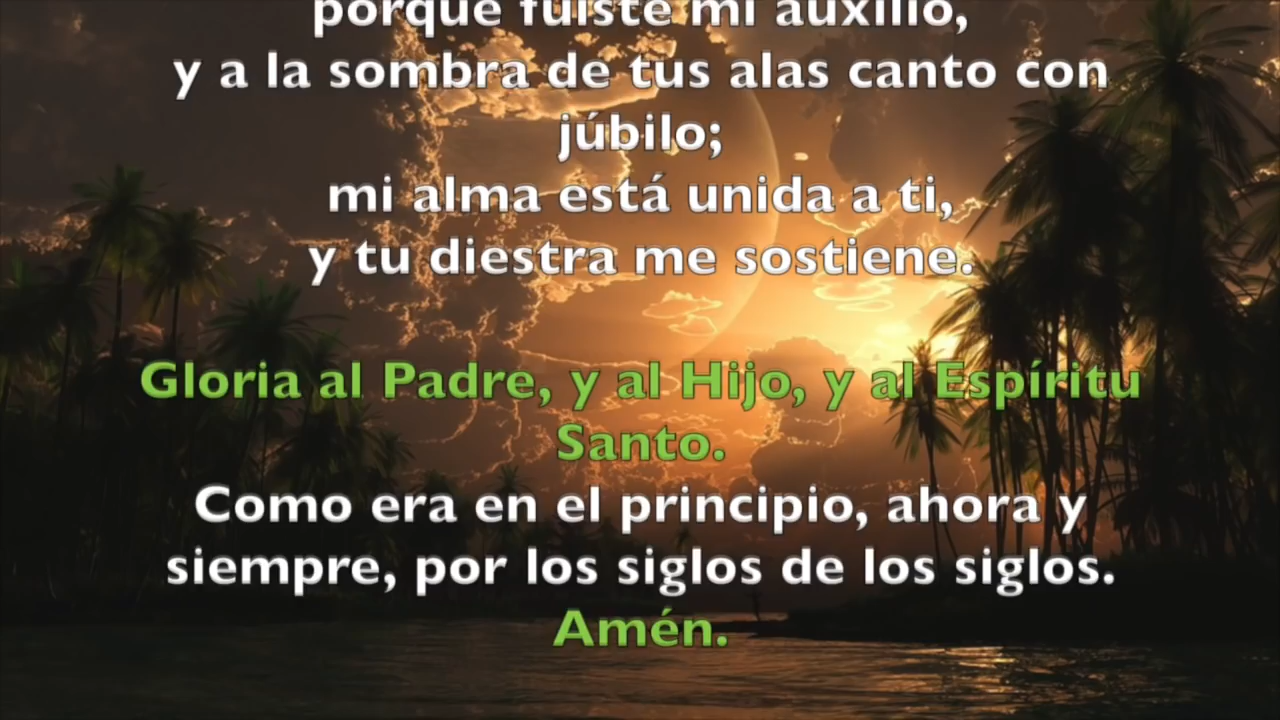 porque fuiste mi auxilio,
y a la sombra de tus alas canto con
júbilo;
mi alma está unida a ti,
y tu diestra me sostiene.
Gloria al Padre, y al Hijo, y al Espíritu
Santo.
Como era en el principio, ahora y
siempre, por los siglos de los siglos.
Amén.